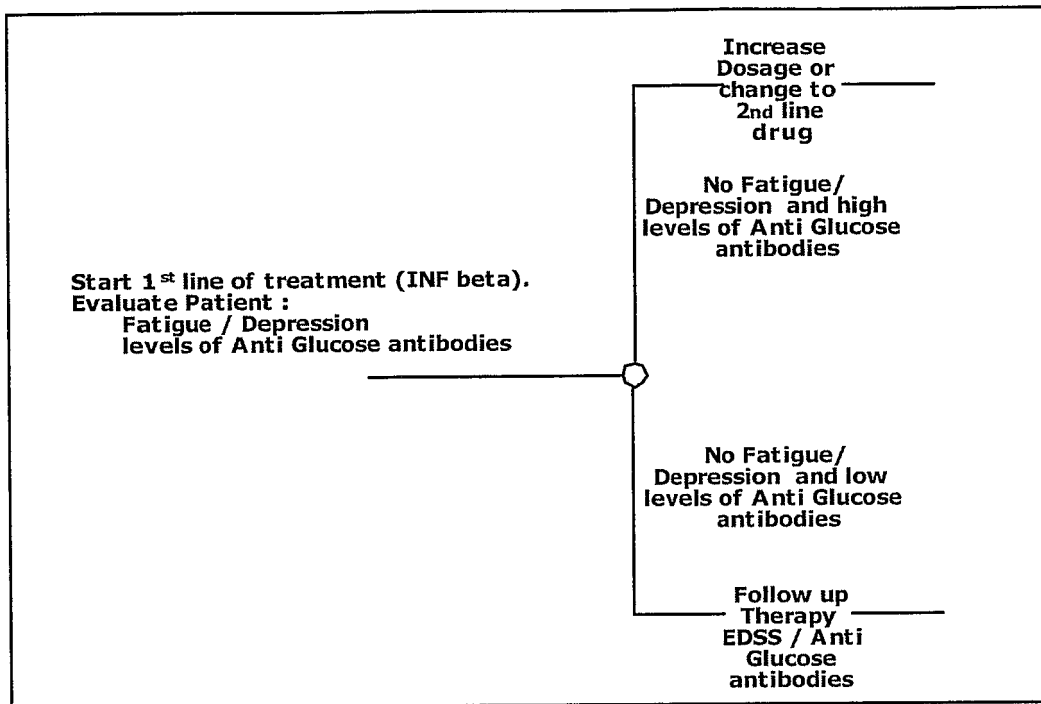 Increase
Dosage or
change to
2nd line
drug
No Fatigue/
Depression and high
levels of Anti Glucose
antibodies
Start 1st line of treatment (INF beta).
Evaluate Patient :
Fatigue / Depression
levels of Anti Glucose antibodies
No Fatigue/
Depression and low
levels of Anti Glucose
antibodies
Follow up
Therapy
EDSS / Anti
Glucose
antibodies